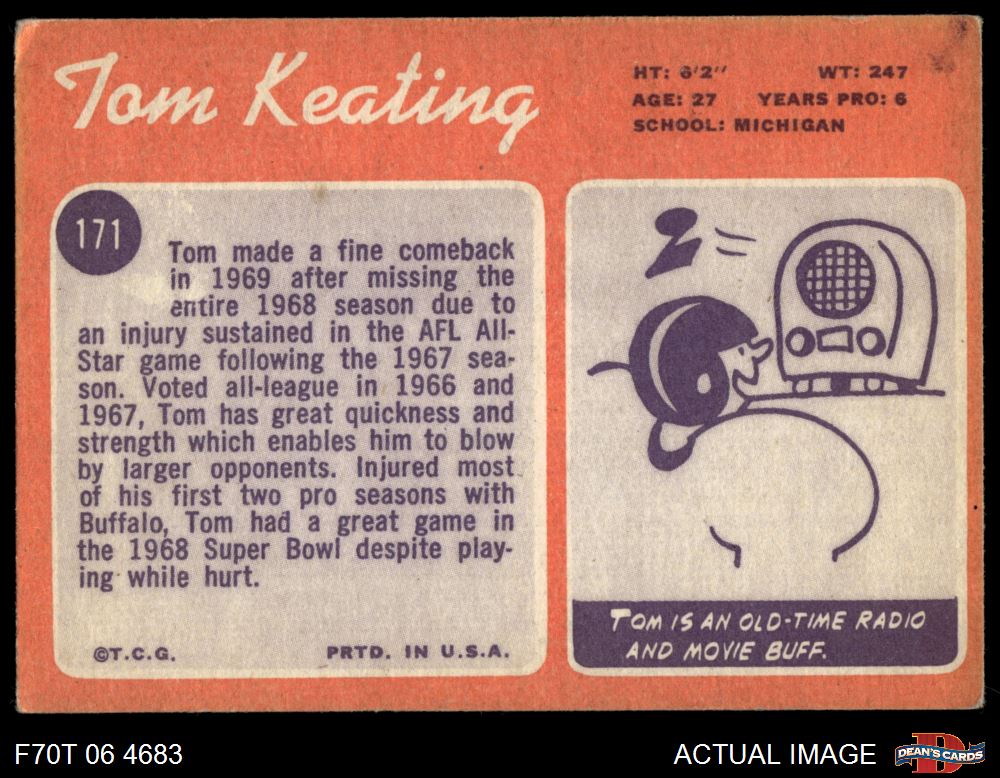 Tom Keating
HT: 6'2" WT: 247
AGE: 27 YEARS PRO: 6
SCHOOL: MICHIGAN
171
Tom made a fine comeback
in 1969 after missing the
entire 1968 season due to
an injury sustained in the AFL All-
Star game following the 1967 sea-
son. Voted all-league in 1966 and
1967, Tom has great quickness and
strength which enables him to blow
by larger opponents. Injured most
of his first two pro seasons with
Buffalo, Tom had a great game in
the 1968 Super Bowl despite play-
ing while hurt.
©T.C.G. PRTD. IN U.S.A.
TOM IS AN OLD-TIME RADIO
AND MOVIE BUFF.
F70T 06 4683
ACTUAL IMAGE
DEAN'S CARDS